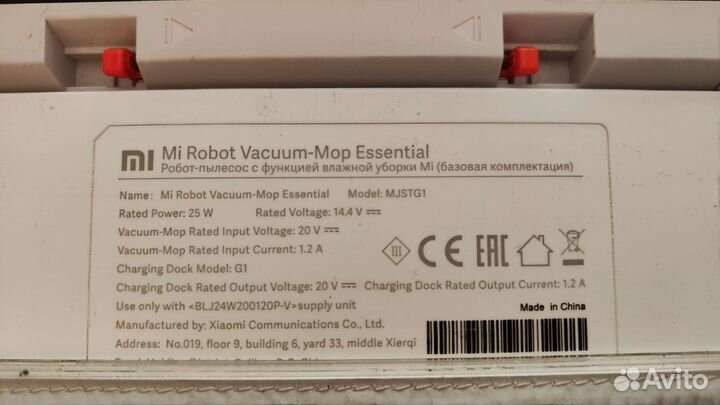 mi Mi Robot Vacuum-Mop Essential
Робот-пылесос с функцией влажной уборки Mi (базовая комплектация)
Name: Mi Robot Vacuum-Mop Essential Model: MJSTG1
Rated Power: 25 W Rated Voltage: 14.4 V
Vacuum-Mop Rated Input Voltage: 20 V
Vacuum-Mop Rated Input Current: 1.2 A
Charging Dock Model: G1
Charging Dock Rated Output Voltage: 20 V Charging Dock Rated Output Current: 1.2 A
Use only with <BLJ24W200120P-V>supply unit
Manufactured by: Xiaomi Communications Co., Ltd.
Address: No.019, floor 9, building 6, yard 33, middle Xierqi
III CE EAC
Made in China
Avito